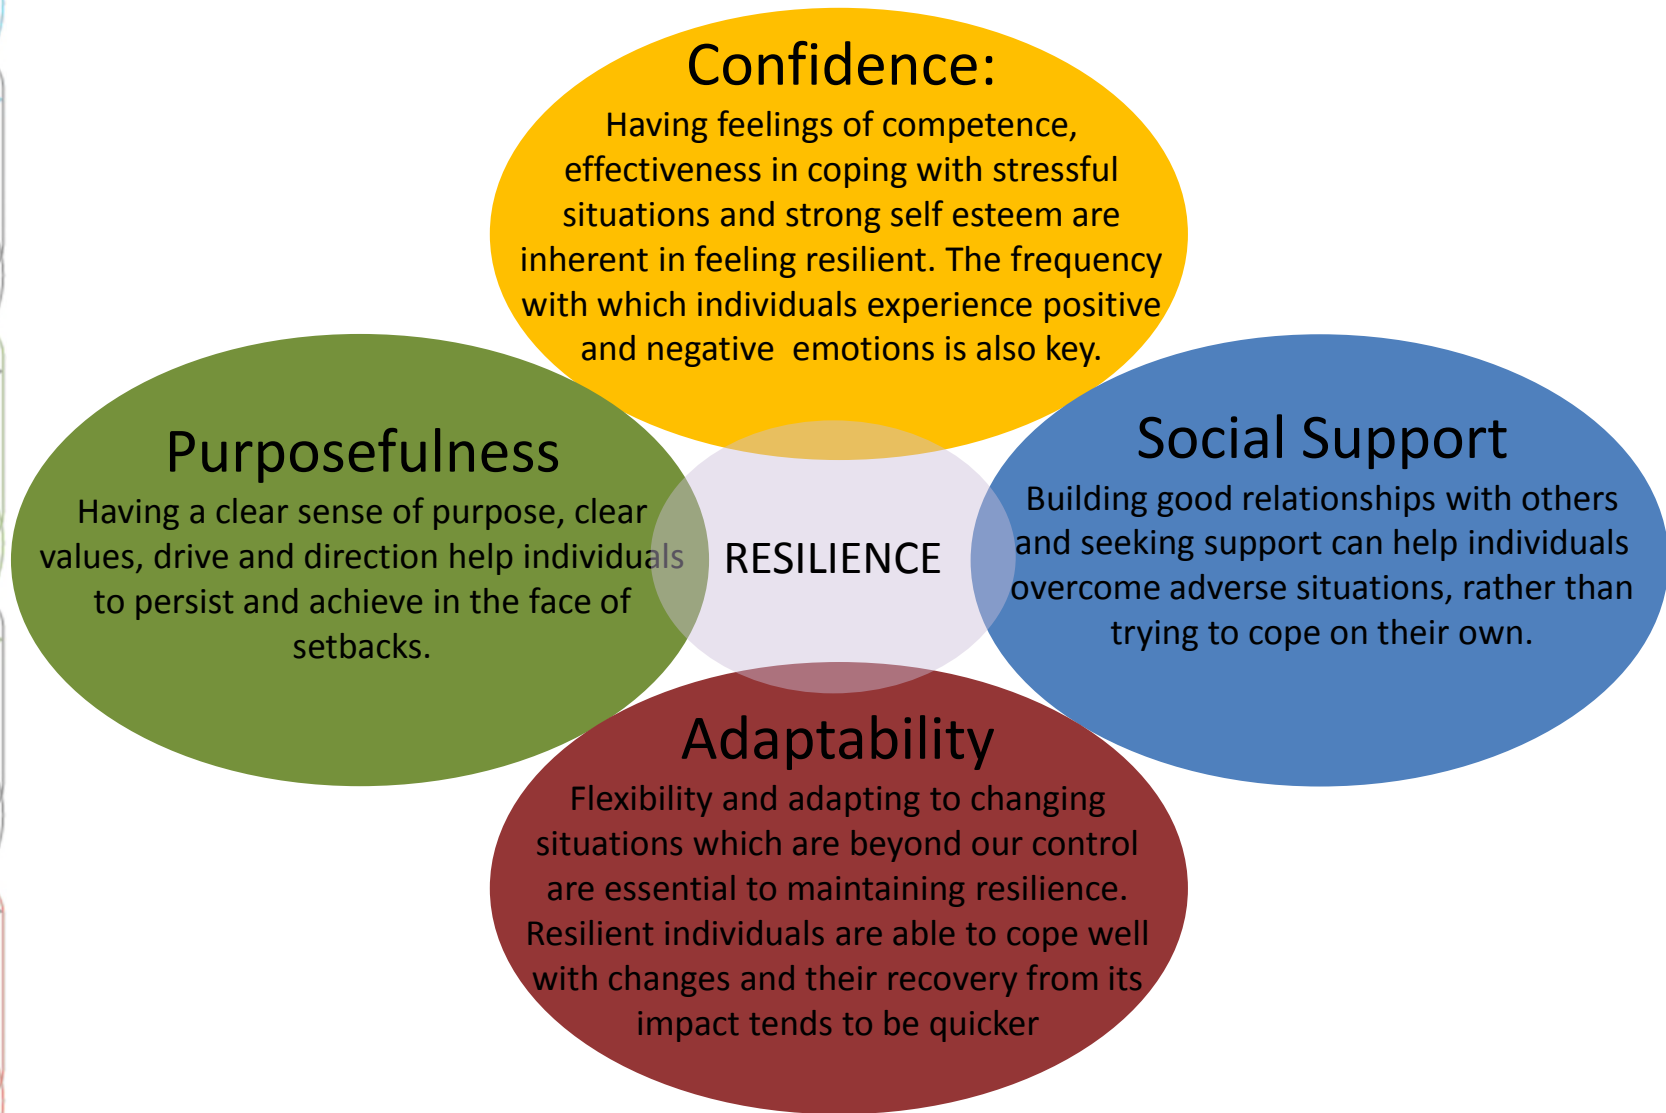 Confidence:
Having feelings of competence,
effectiveness in coping with stressful
situations and strong self esteem are
inherent in feeling resilient. The frequency
with which individuals experience positive
and negative  emotions is also key.
Purposefulness
Having a clear sense of purpose, clear
values, drive and direction help individuals
to persist and achieve in the face of
setbacks.
RESILIENCE
Social Support
Building good relationships with others
and seeking support can help individuals
overcome adverse situations, rather than
trying to cope on their own.
Adaptability
Flexibility and adapting to changing
situations which are beyond our control
are essential to maintaining resilience.
Resilient individuals are able to cope well
with changes and their recovery from its
impact tends to be quicker